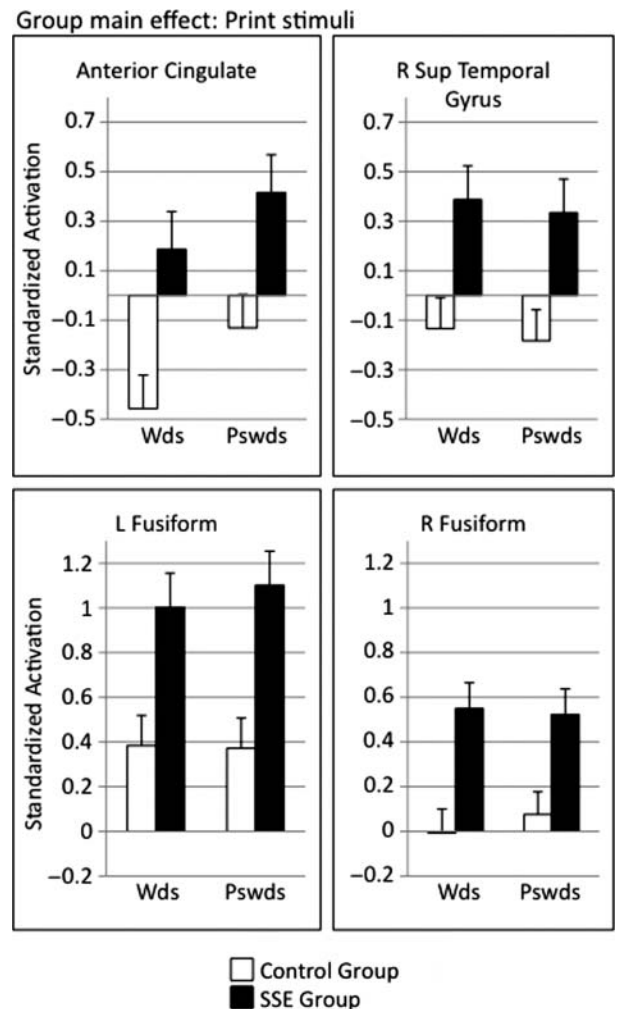 Group main effect: Print stimuli
Anterior Cingulate
Standardized Activation
0.7
0.5
0.3
0.1
−0.1
−0.3
−0.5
Wds Pswds
R Sup Temporal
Gyrus
0.7
0.5
0.3
0.1
−0.1
−0.3
−0.5
Wds Pswds
L Fusiform
Standardized Activation
1.2
1
0.8
0.6
0.4
0.2
0
−0.2
Wds Pswds
R Fusiform
1.2
1
0.8
0.6
0.4
0.2
0
−0.2
Wds Pswds
Control Group
SSE Group